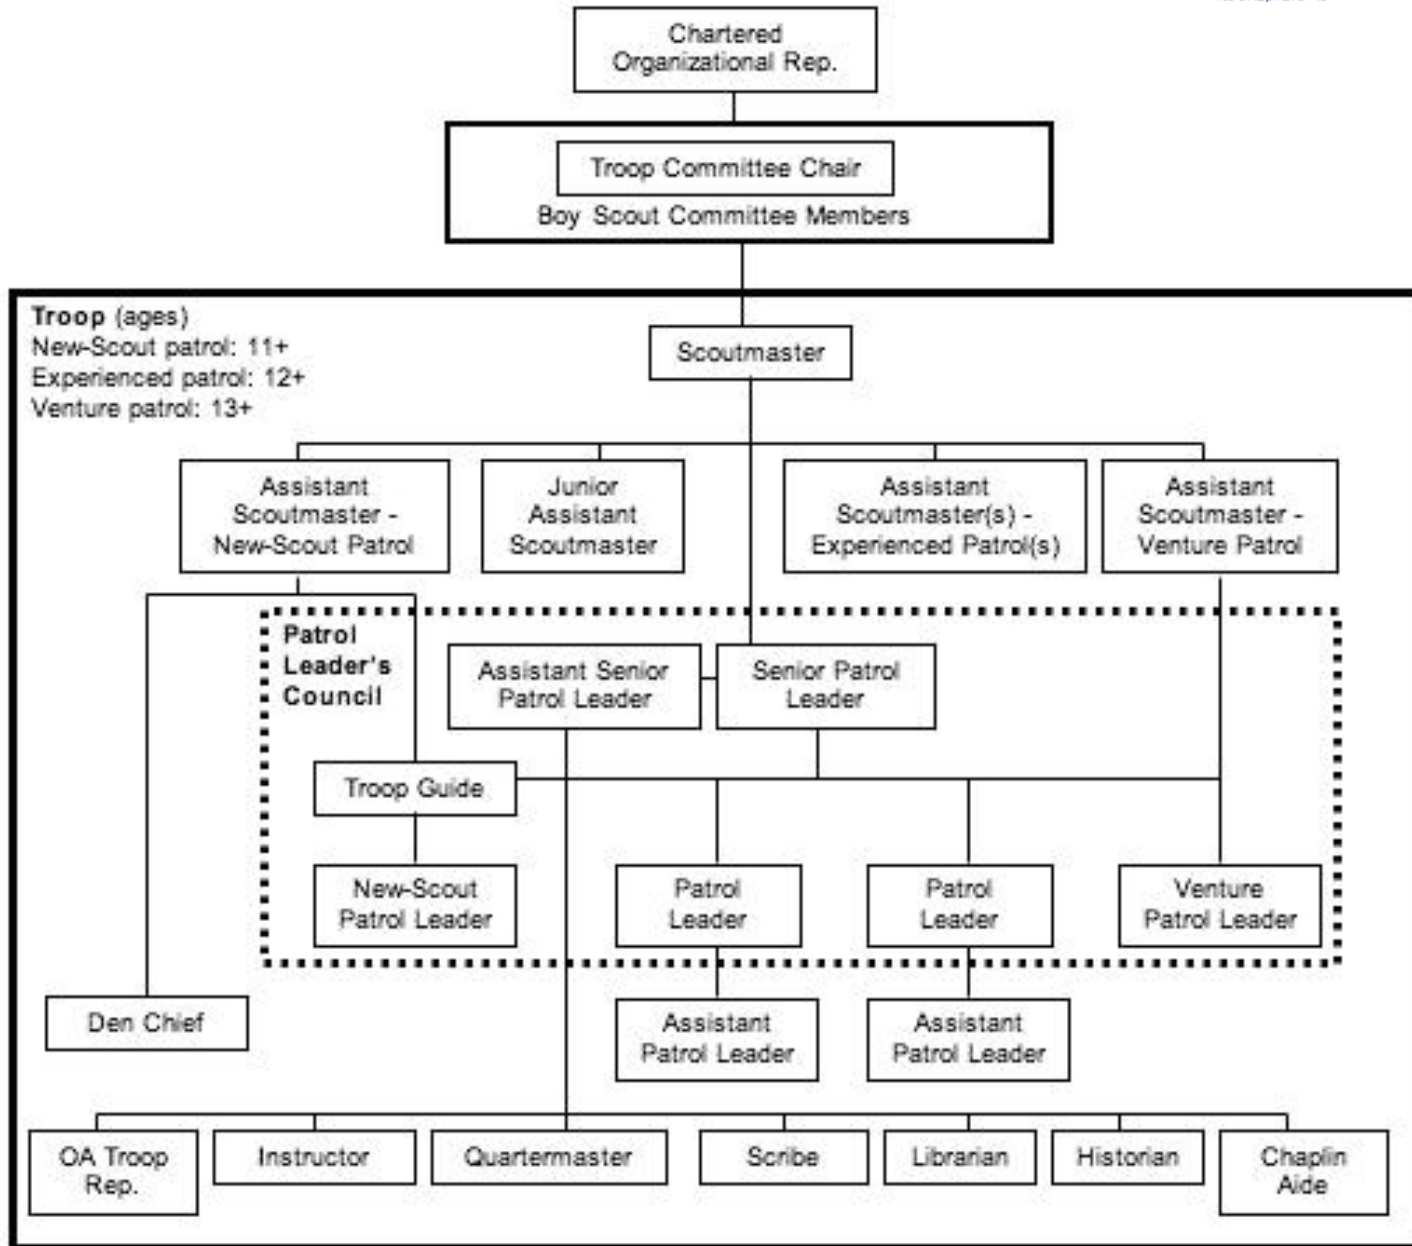 Chartered
Organizational Rep.
Troop Committee Chair
Boy Scout Committee Members
Troop (ages)
New-Scout patrol: 11+
Experienced patrol: 12+
Venture patrol: 13+
Scoutmaster
Assistant
Scoutmaster -
New-Scout Patrol
Junior
Assistant
Scoutmaster
Assistant
Scoutmaster(s) -
Experienced Patrol(s)
Assistant
Scoutmaster -
Venture Patrol
Patrol
Leader's
Council
Assistant Senior
Patrol Leader
Senior Patrol
Leader
Troop Guide
New-Scout
Patrol Leader
Patrol
Leader
Patrol
Leader
Venture
Patrol Leader
Den Chief
Assistant
Patrol Leader
Assistant
Patrol Leader
OA Troop
Rep.
Instructor
Quartermaster
Scribe
Librarian
Historian
Chaplin
Aide